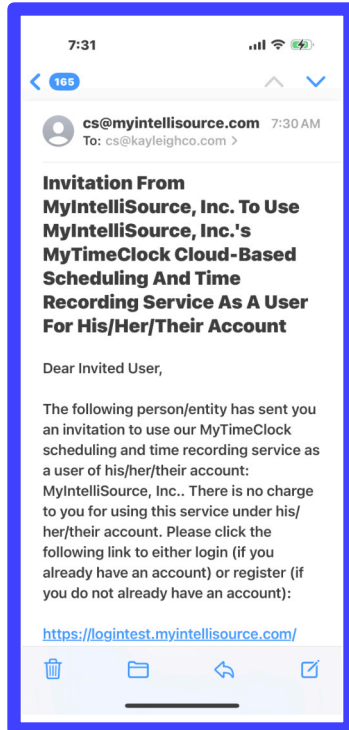 7:31
165
cs@myintellisource.com 7:30 AM
To: cs@kayleighco.com >
Invitation From
MyIntelliSource, Inc. To Use
MyIntelliSource, Inc.'s
MyTimeClock Cloud-Based
Scheduling And Time
Recording Service As A User
For His/Her/Their Account
Dear Invited User,
The following person/entity has sent you
an invitation to use our MyTimeClock
scheduling and time recording service as
a user of his/her/their account:
MyIntelliSource, Inc.. There is no charge
to you for using this service under his/
her/their account. Please click the
following link to either login (if you
already have an account) or register (if
you do not already have an account):
https://logintest.myintellisource.com/